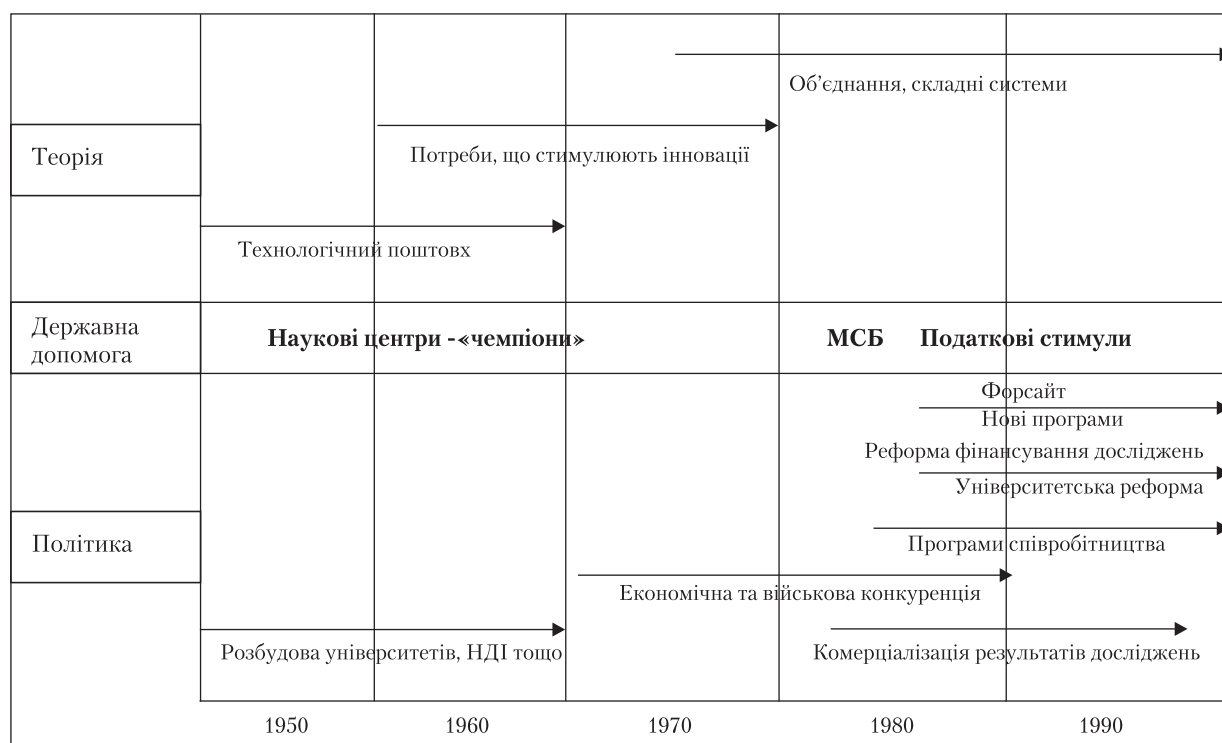 Об’єднання, складні системи
Теорія
Потреби, що стимулюють інновації
Технологічний поштовх
Державна
допомога
Наукові центри -«чемпіони»
МСБ Податкові стимули
Форсайт
Нові програми
Реформа фінансування досліджень
Університетська реформа
Політика
Програми співробітництва
Економічна та військова конкуренція
Розбудова університетів, НДІ тощо
Комерціалізація результатів досліджень
1950 1960 1970 1980 1990